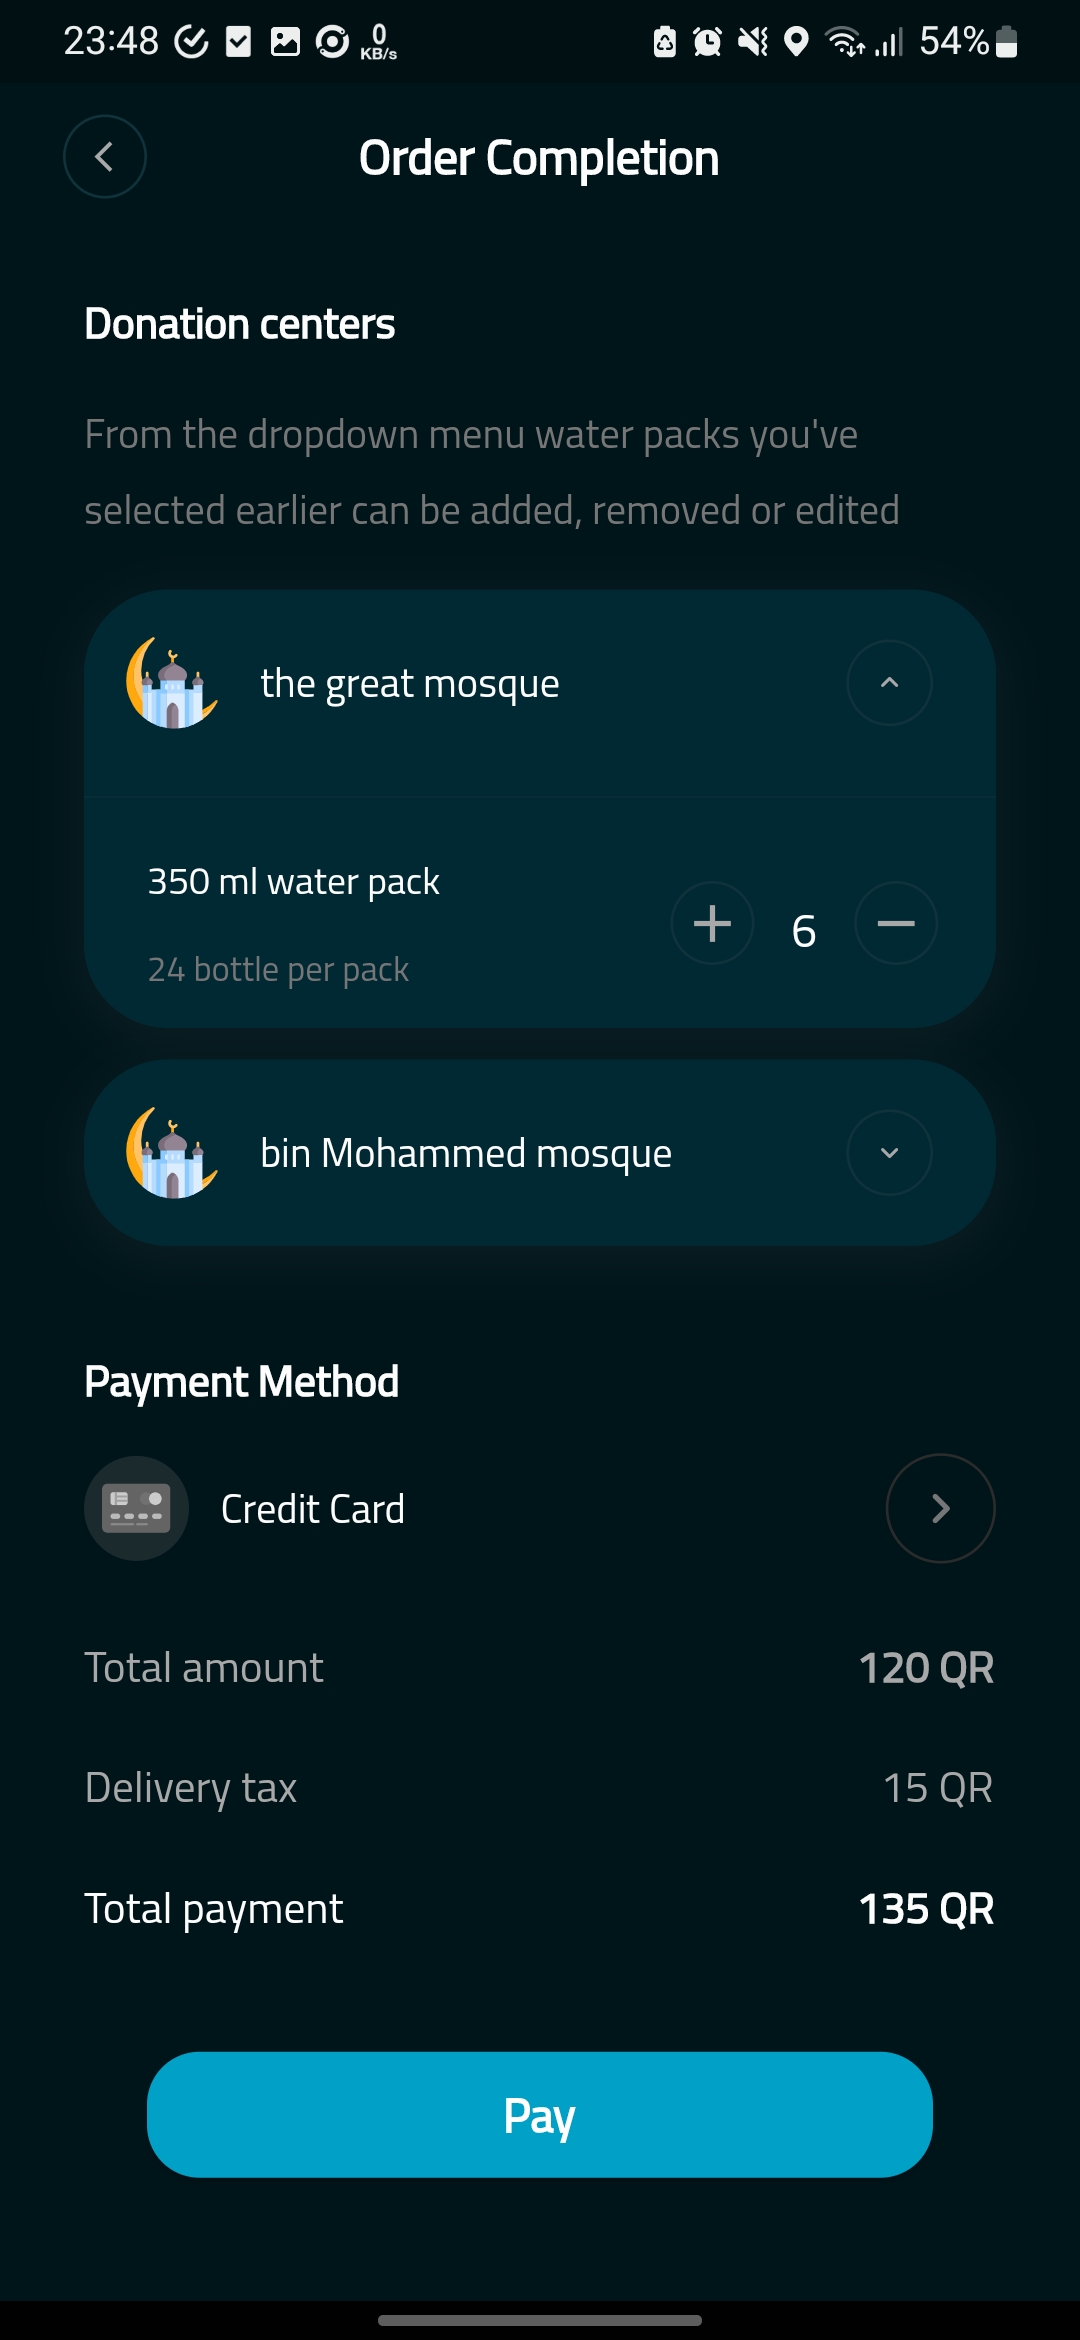 23:48
0
KB/s
54%
Order Completion
Donation centers
From the dropdown menu water packs you've
selected earlier can be added, removed or edited
the great mosque
350 ml water pack
24 bottle per pack
6
bin Mohammed mosque
Payment Method
Credit Card
Total amount
120 QR
Delivery tax
15 QR
Total payment
135 QR
Pay